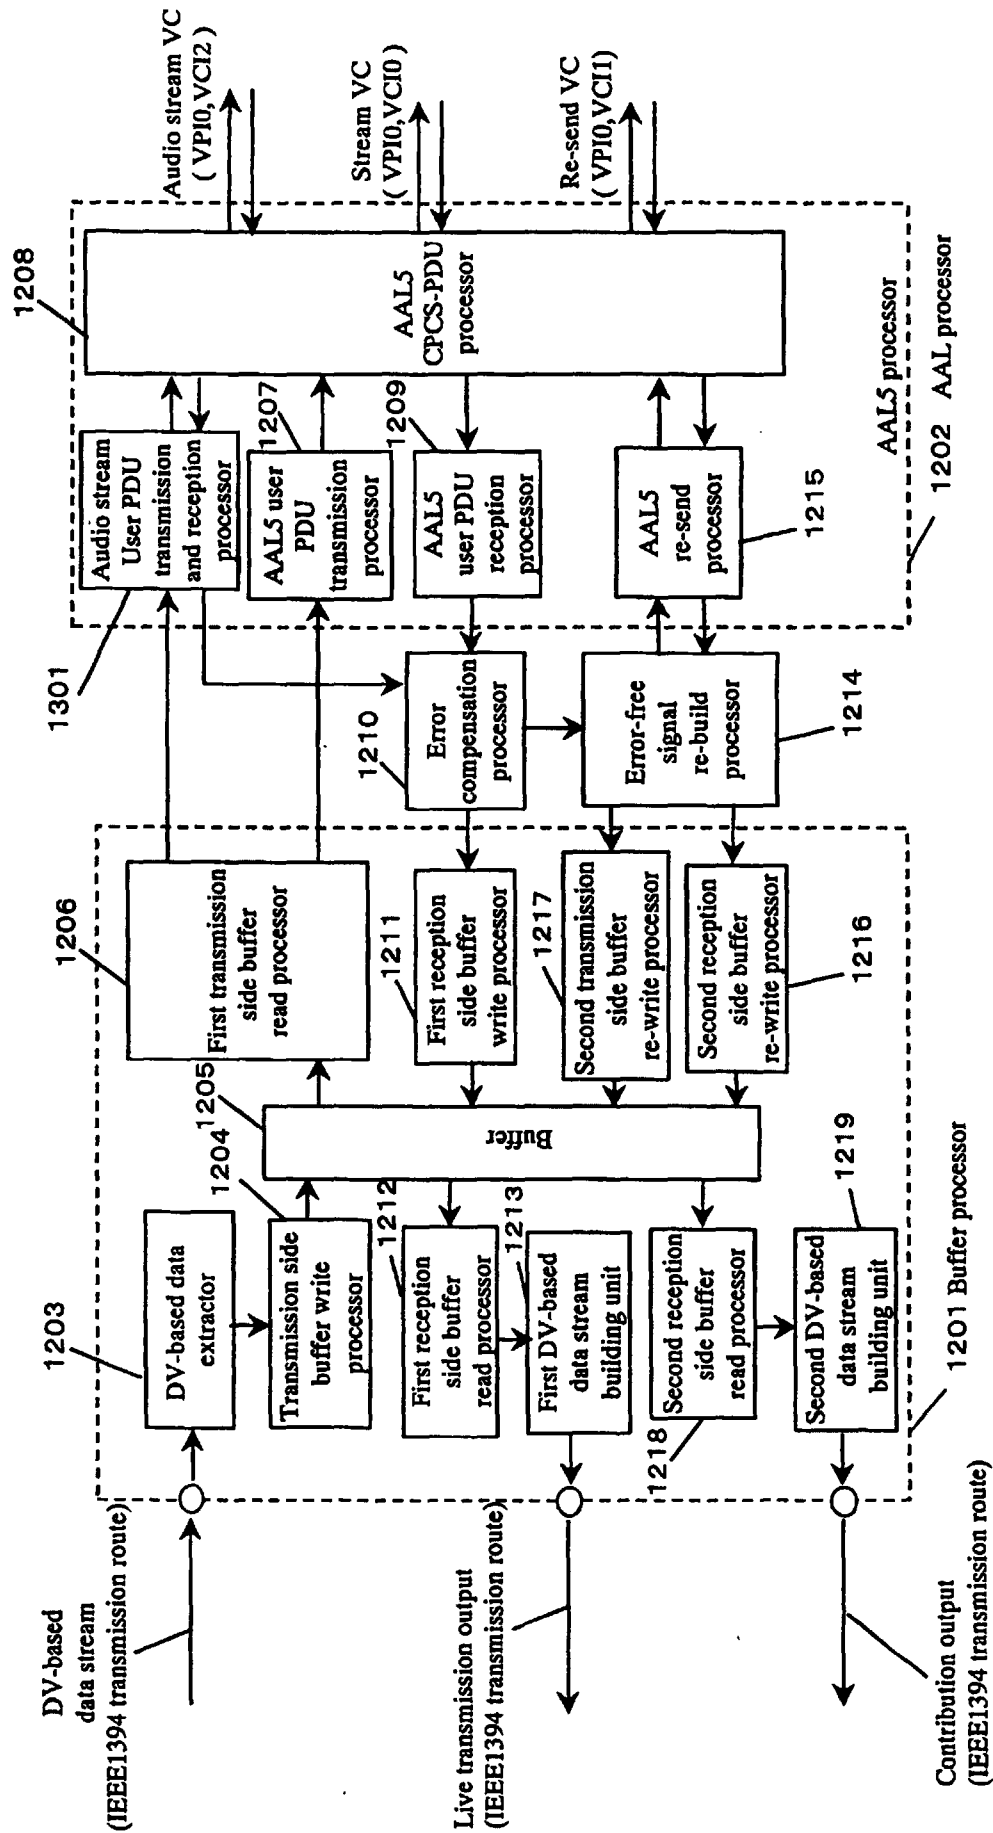 DV-based
data stream
(IEEE1394 transmission route)
1203
DV-based data
extractor
1204
Transmission side
buffer write
processor
1205
Buffer
1206
First transmission
side buffer
read processor
1301
Audio stream
User PDU
transmission
and reception
processor
1207
AAL5 user
PDU
transmission
processor
1208
AAL5
CPCS-PDU
processor
Audio stream VC
( VPI0,VCI2)
Stream VC
( VPI0,VCI0)
Re-send VC
( VPI0,VCI1)
1209
AAL5
user PDU
reception
processor
1210
Error
compensation
processor
1211
First reception
side buffer
write processor
1212
First reception
side buffer
read processor
1213
First DV-based
data stream
building unit
Live transmission output
(IEEE1394 transmission route)
AAL5
re-send
processor
1215
Error-free
signal
re-build
processor
1214
1217
Second transmission
side buffer
re-write processor
Second reception
side buffer
re-write processor
1216
Second reception
side buffer
read processor
1218
Second DV-based
data stream
building unit
1219
Contribution output
(IEEE1394 transmission route)
1201 Buffer processor
AAL5 processor
1202 AAL processor